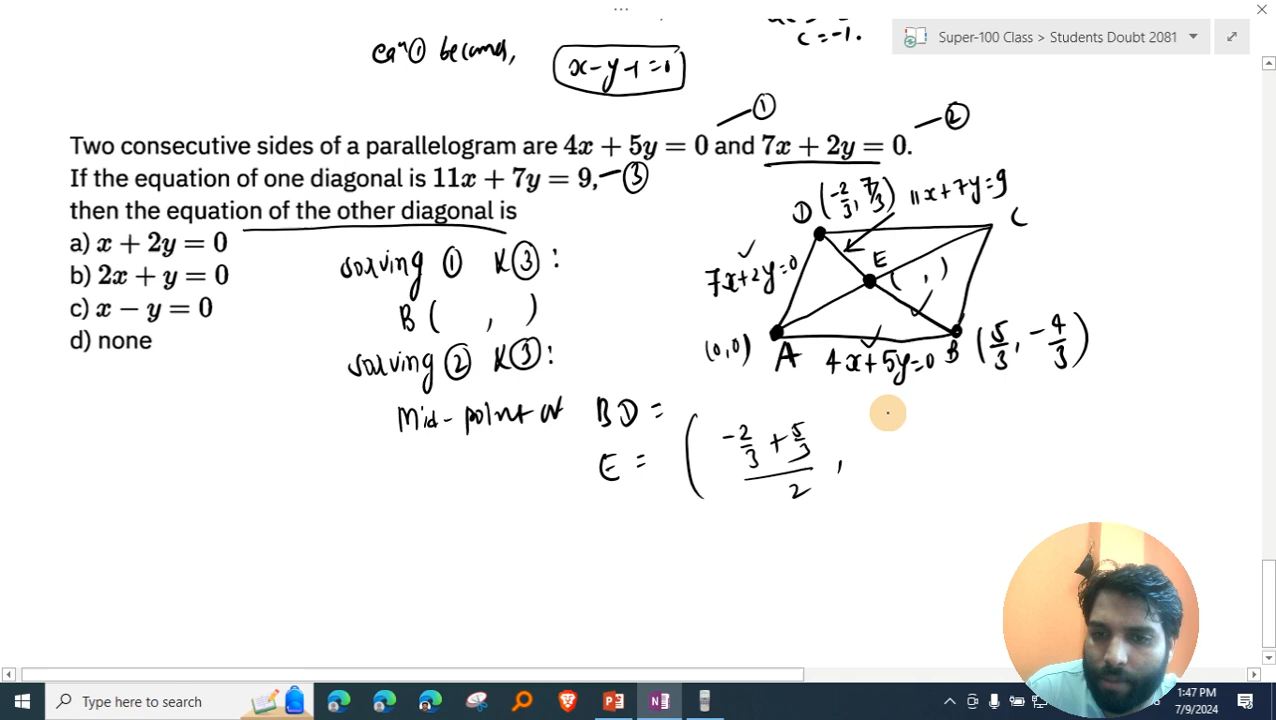 c = -1.
Super-100 Class > Students Doubt 2081
eqⁿ ① becomes,
x - y - 1 = 0
①
②
Two consecutive sides of a parallelogram are 4x + 5y = 0 and 7x + 2y = 0.
If the equation of one diagonal is 11x + 7y = 9, - ③
then the equation of the other diagonal is
a) x + 2y = 0
b) 2x + y = 0
c) x − y = 0
d) none
solving ① & ③ :
B ( , )
solving ② & ③ :
Mid-point of BD =
E = ( (-2/3 + 5/3)/2 ,
D (-2/3, 7/3) 11x+7y=9
C
E
( , )
7x+2y=0
(0,0) A 4x+5y=0 B (5/3, -4/3)
Type here to search
1:47 PM
7/9/2024